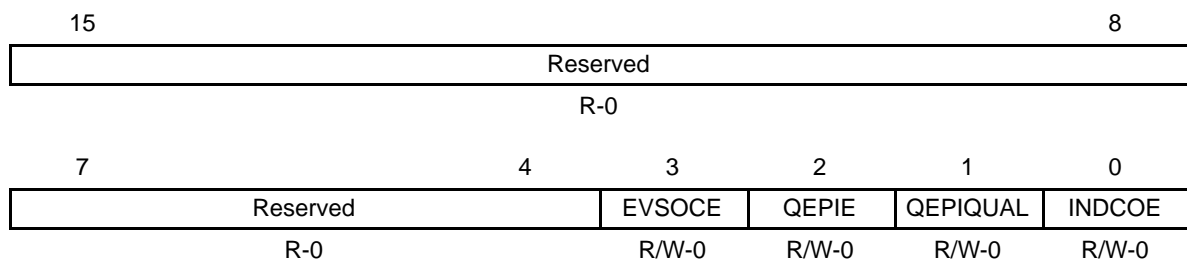 15 8
Reserved
R-0
7 4 3 2 1 0
Reserved EVSOCE QEPIE QEPIQUAL INDCOE
R-0 R/W-0 R/W-0 R/W-0 R/W-0